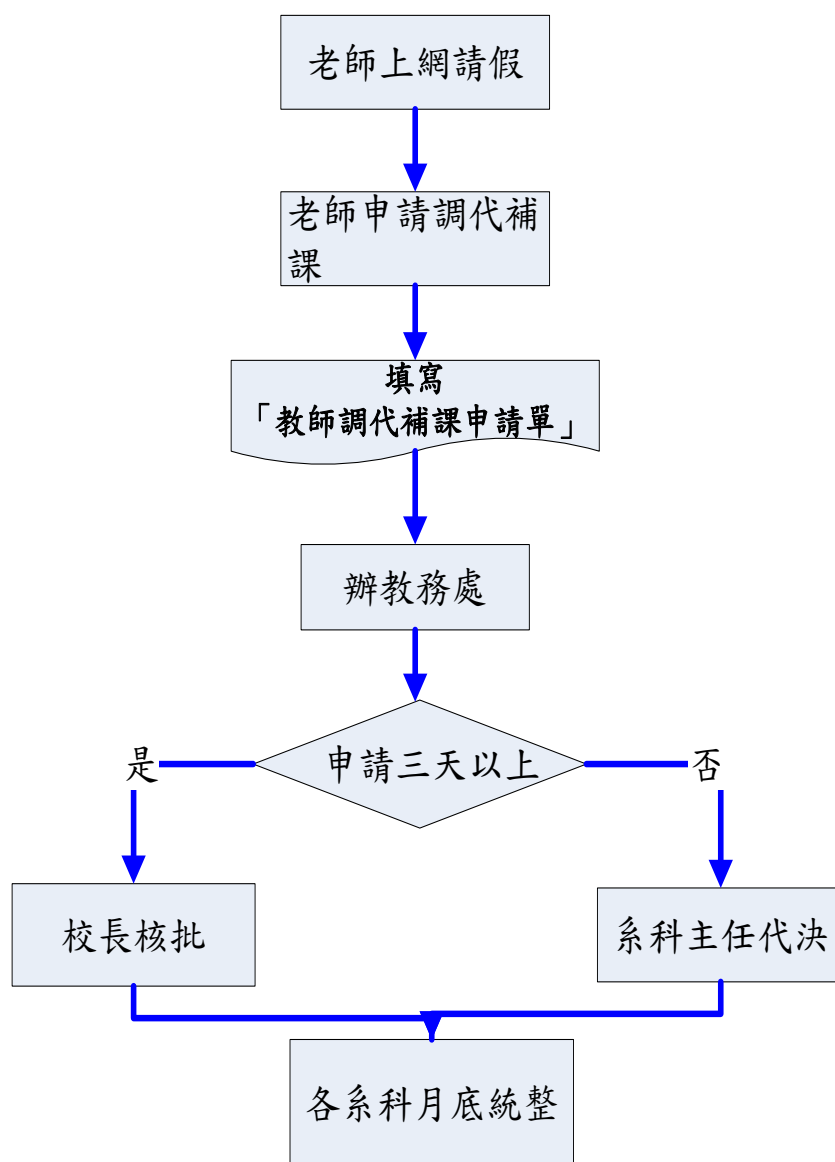 老師上網請假
老師申請調代補
課
填寫
「教師調代補課申請單」
辦教務處
申請三天以上
是
否
校長核批
系科主任代決
各系科月底統整